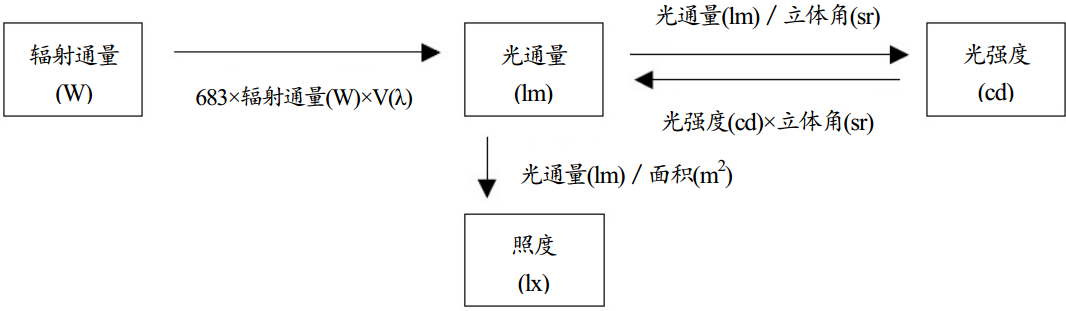 光通量(lm)／立体角(sr)
辐射通量
(W)
683×辐射通量(W)×V(λ)
光通量
(lm)
光强度
(cd)
光强度(cd)×立体角(sr)
光通量(lm)／面积(m²)
照度
(lx)